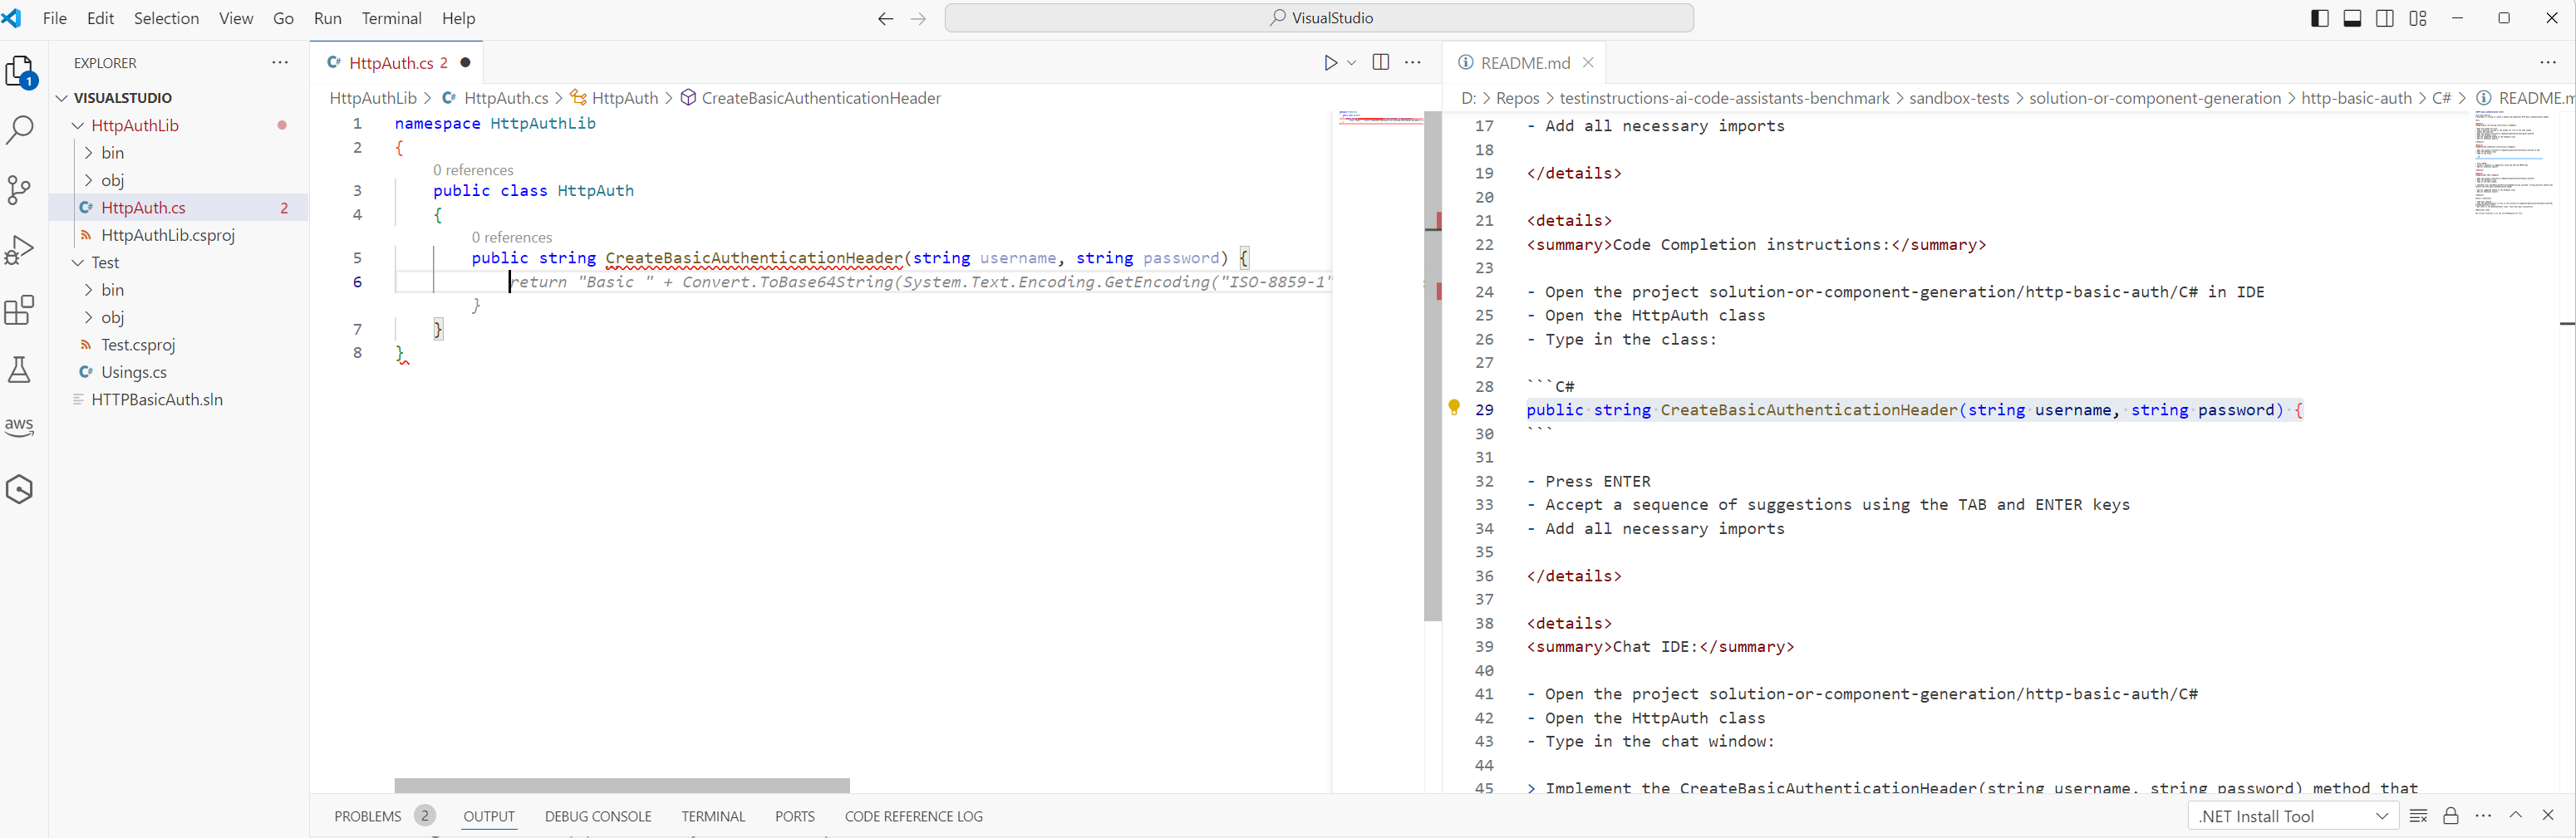 File Edit Selection View Go Run Terminal Help
VisualStudio
1
EXPLORER
VISUALSTUDIO
HttpAuthLib
bin
obj
HttpAuth.cs 2
HttpAuthLib.csproj
Test
bin
obj
Test.csproj
Usings.cs
HTTPBasicAuth.sln
aws
HttpAuth.cs 2
HttpAuthLib > HttpAuth.cs > HttpAuth > CreateBasicAuthenticationHeader
1 namespace HttpAuthLib
2 {
0 references
3 public class HttpAuth
4 {
0 references
5 public string CreateBasicAuthenticationHeader(string username, string password) {
6 return "Basic " + Convert.ToBase64String(System.Text.Encoding.GetEncoding("ISO-8859-1"
}
7 }
8 }
README.md
D: > Repos > testinstructions-ai-code-assistants-benchmark > sandbox-tests > solution-or-component-generation > http-basic-auth > C# > README.m
17 - Add all necessary imports
18
19 </details>
20
21 <details>
22 <summary>Code Completion instructions:</summary>
23
24 - Open the project solution-or-component-generation/http-basic-auth/C# in IDE
25 - Open the HttpAuth class
26 - Type in the class:
27
28 ```C#
29 public string CreateBasicAuthenticationHeader(string username, string password) {
30 ```
31
32 - Press ENTER
33 - Accept a sequence of suggestions using the TAB and ENTER keys
34 - Add all necessary imports
35
36 </details>
37
38 <details>
39 <summary>Chat IDE:</summary>
40
41 - Open the project solution-or-component-generation/http-basic-auth/C#
42 - Open the HttpAuth class
43 - Type in the chat window:
44
45 > Implement the CreateBasicAuthenticationHeader(string username, string password) method that
PROBLEMS 2 OUTPUT DEBUG CONSOLE TERMINAL PORTS CODE REFERENCE LOG
.NET Install Tool